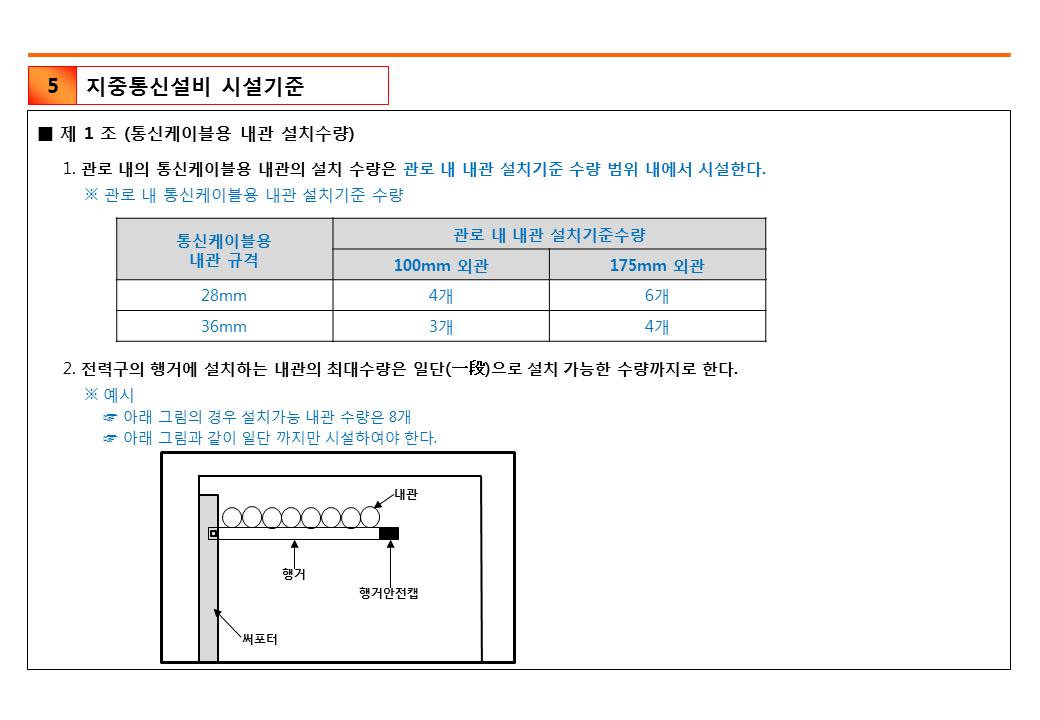 5 지중통신설비 시설기준
■ 제 1 조 (통신케이블용 내관 설치수량)
1. 관로 내의 통신케이블용 내관의 설치 수량은 관로 내 내관 설치기준 수량 범위 내에서 시설한다.
※ 관로 내 통신케이블용 내관 설치기준 수량
통신케이블용
내관 규격
관로 내 내관 설치기준수량
100mm 외관 175mm 외관
28mm 4개 6개
36mm 3개 4개
2. 전력구의 행거에 설치하는 내관의 최대수량은 일단(一段)으로 설치 가능한 수량까지로 한다.
※ 예시
☞ 아래 그림의 경우 설치가능 내관 수량은 8개
☞ 아래 그림과 같이 일단 까지만 시설하여야 한다.
내관
행거
행거안전캡
써포터